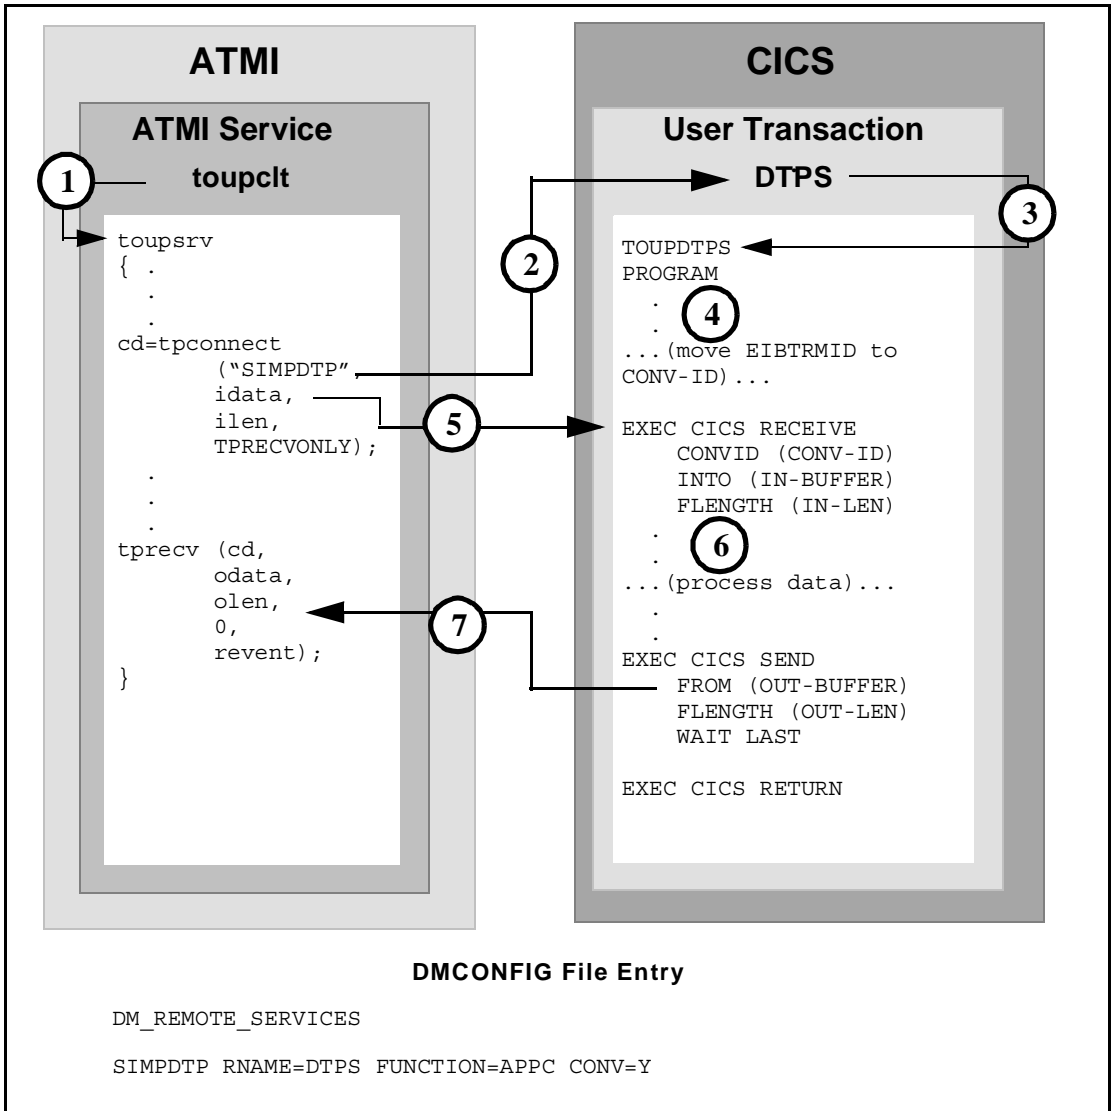 ATMI
ATMI Service
toupclt
1
toupsrv
{ .
.
.
cd=tpconnect
(“SIMPDTP”,
idata,
ilen,
TPRECVONLY);
.
.
.
tprecv (cd,
odata,
olen,
0,
revent);
}
2
5
7
CICS
User Transaction
DTPS
3
TOUPDTPS
PROGRAM
.
.
4
...(move EIBTRMID to
CONV-ID)...
EXEC CICS RECEIVE
CONVID (CONV-ID)
INTO (IN-BUFFER)
FLENGTH (IN-LEN)
.
.
6
...(process data)...
.
.
EXEC CICS SEND
FROM (OUT-BUFFER)
FLENGTH (OUT-LEN)
WAIT LAST
EXEC CICS RETURN
DMCONFIG File Entry
DM_REMOTE_SERVICES
SIMPDTP RNAME=DTPS FUNCTION=APPC CONV=Y